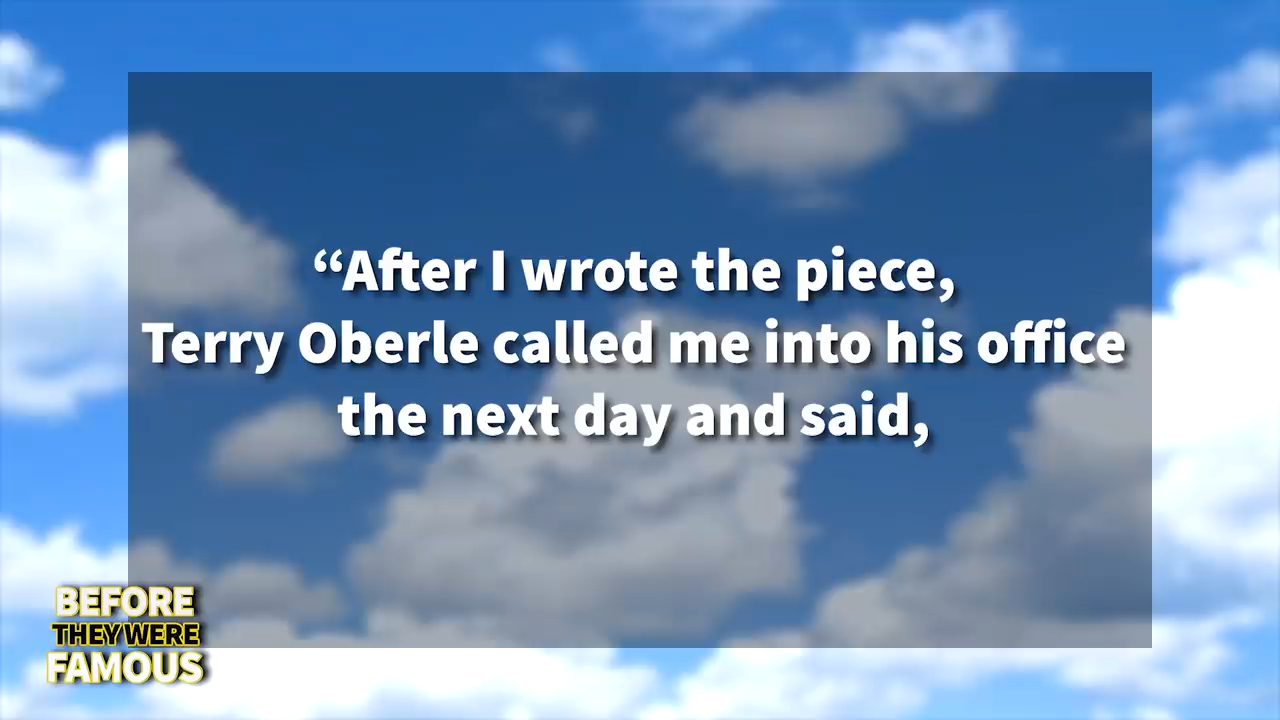 “After I wrote the piece,
Terry Oberle called me into his office
the next day and said,
BEFORE
THEY WERE
FAMOUS